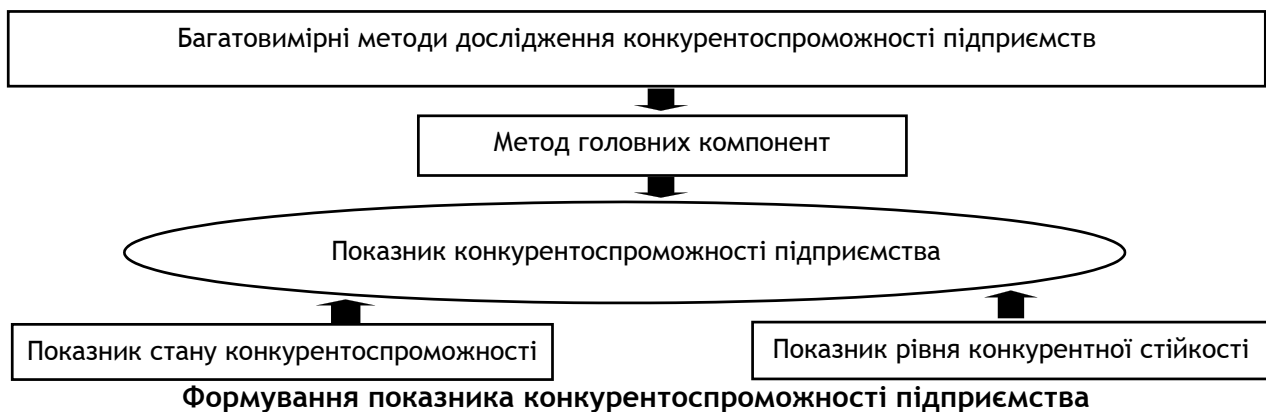 Багатовимірні методи дослідження конкурентоспроможності підприємств
Метод головних компонент
Показник конкурентоспроможності підприємства
Показник стану конкурентоспроможності
Показник рівня конкурентної стійкості
Формування показника конкурентоспроможності підприємства